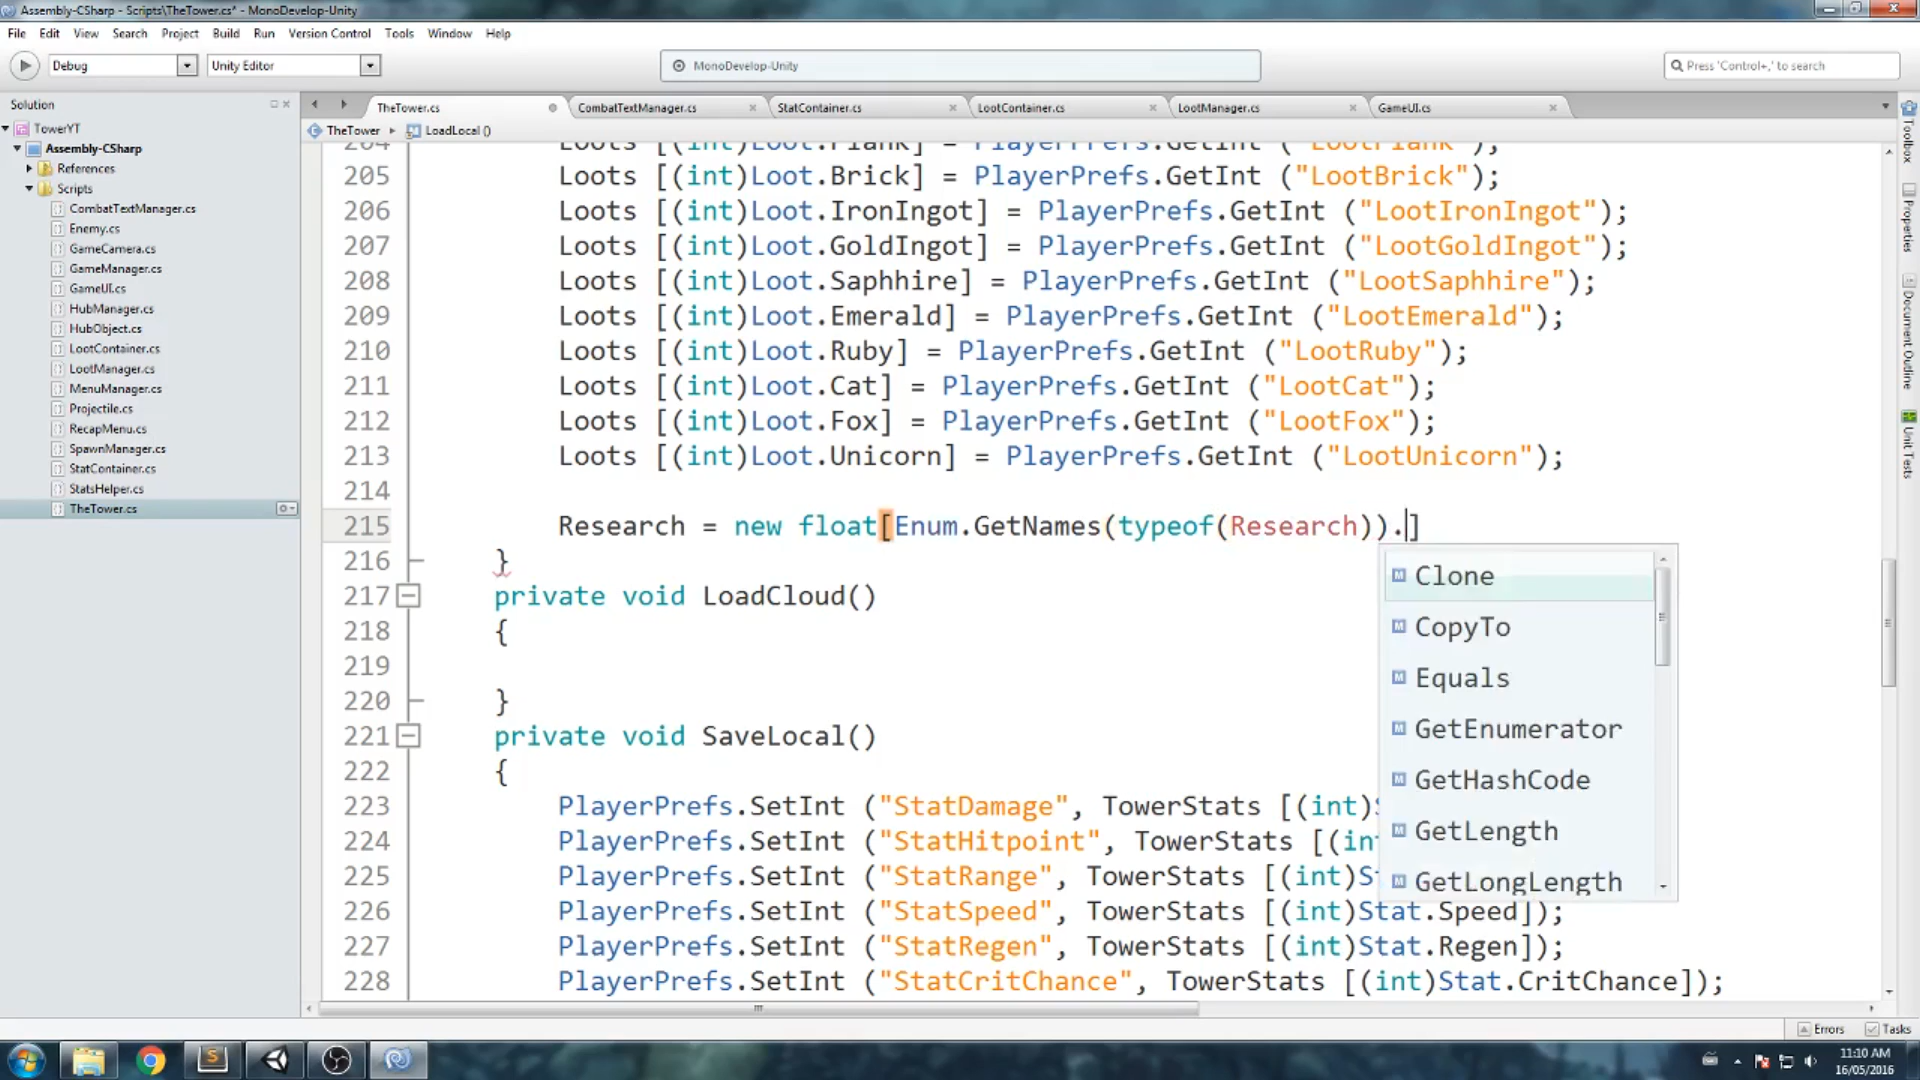 Assembly-CSharp - Scripts\TheTower.cs* - MonoDevelop-Unity
File Edit View Search Project Build Run Version Control Tools Window Help
Debug Unity Editor MonoDevelop-Unity Press 'Control+,' to search
Solution
TheTower.cs CombatTextManager.cs StatContainer.cs LootContainer.cs LootManager.cs GameUI.cs
TheTower LoadLocal ()
TowerYT
Assembly-CSharp
References
Scripts
CombatTextManager.cs
Enemy.cs
GameCamera.cs
GameManager.cs
GameUI.cs
HubManager.cs
HubObject.cs
LootContainer.cs
LootManager.cs
MenuManager.cs
Projectile.cs
RecapMenu.cs
SpawnManager.cs
StatContainer.cs
StatsHelper.cs
TheTower.cs
204 Loots [(int)Loot.Plank] = PlayerPrefs.GetInt ("LootPlank");
205 Loots [(int)Loot.Brick] = PlayerPrefs.GetInt ("LootBrick");
206 Loots [(int)Loot.IronIngot] = PlayerPrefs.GetInt ("LootIronIngot");
207 Loots [(int)Loot.GoldIngot] = PlayerPrefs.GetInt ("LootGoldIngot");
208 Loots [(int)Loot.Saphhire] = PlayerPrefs.GetInt ("LootSaphhire");
209 Loots [(int)Loot.Emerald] = PlayerPrefs.GetInt ("LootEmerald");
210 Loots [(int)Loot.Ruby] = PlayerPrefs.GetInt ("LootRuby");
211 Loots [(int)Loot.Cat] = PlayerPrefs.GetInt ("LootCat");
212 Loots [(int)Loot.Fox] = PlayerPrefs.GetInt ("LootFox");
213 Loots [(int)Loot.Unicorn] = PlayerPrefs.GetInt ("LootUnicorn");
214
215 Research = new float[Enum.GetNames(typeof(Research)).]
216 }
217 private void LoadCloud()
218 {
219
220 }
221 private void SaveLocal()
222 {
223 PlayerPrefs.SetInt ("StatDamage", TowerStats [(int)
224 PlayerPrefs.SetInt ("StatHitpoint", TowerStats [(in
225 PlayerPrefs.SetInt ("StatRange", TowerStats [(int)S
226 PlayerPrefs.SetInt ("StatSpeed", TowerStats [(int)Stat.Speed]);
227 PlayerPrefs.SetInt ("StatRegen", TowerStats [(int)Stat.Regen]);
228 PlayerPrefs.SetInt ("StatCritChance", TowerStats [(int)Stat.CritChance]);
Clone
CopyTo
Equals
GetEnumerator
GetHashCode
GetLength
GetLongLength
Toolbox
Properties
Document Outline
Unit Tests
Errors Tasks
11:10 AM
16/05/2016